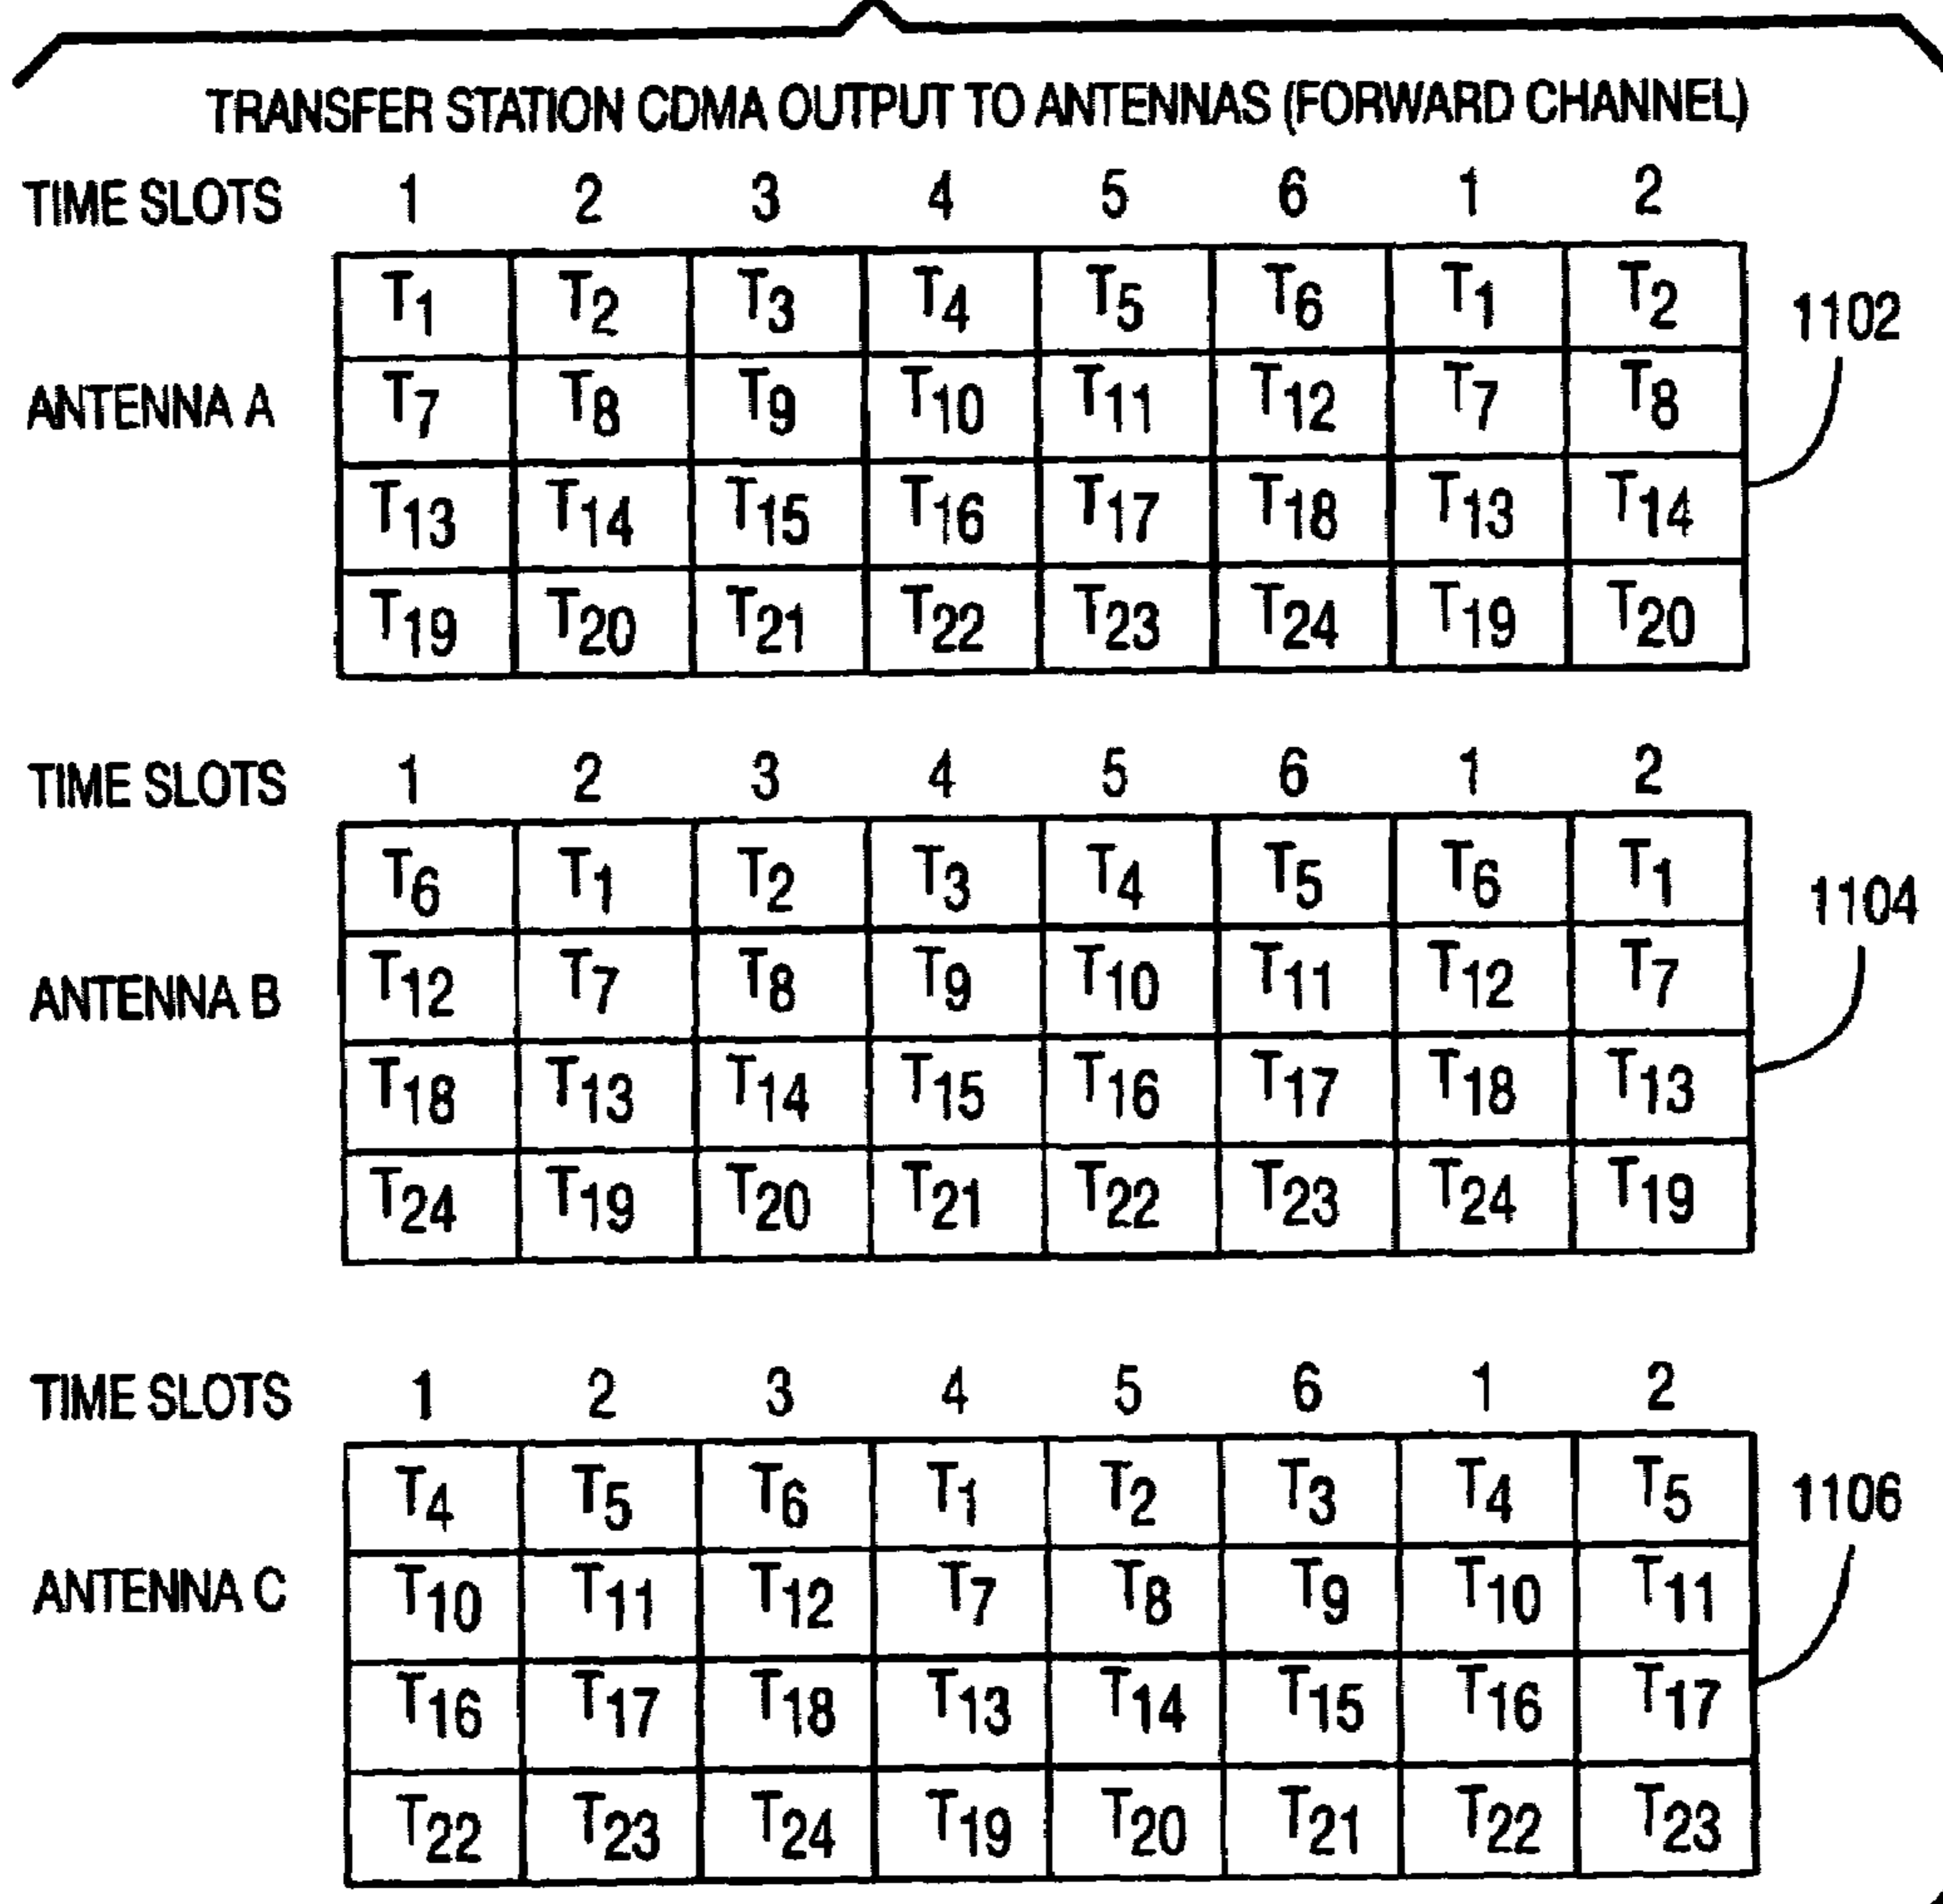 TRANSFER STATION CDMA OUTPUT TO ANTENNAS (FORWARD CHANNEL)
TIME SLOTS 1 2 3 4 5 6 1 2
T1 T2 T3 T4 T5 T6 T1 T2
1102
ANTENNA A T7 T8 T9 T10 T11 T12 T7 T8
T13 T14 T15 T16 T17 T18 T13 T14
T19 T20 T21 T22 T23 T24 T19 T20
TIME SLOTS 1 2 3 4 5 6 1 2
T6 T1 T2 T3 T4 T5 T6 T1
1104
ANTENNA B T12 T7 T8 T9 T10 T11 T12 T7
T18 T13 T14 T15 T16 T17 T18 T13
T24 T19 T20 T21 T22 T23 T24 T19
TIME SLOTS 1 2 3 4 5 6 1 2
T4 T5 T6 T1 T2 T3 T4 T5
1106
ANTENNA C T10 T11 T12 T7 T8 T9 T10 T11
T16 T17 T18 T13 T14 T15 T16 T17
T22 T23 T24 T19 T20 T21 T22 T23